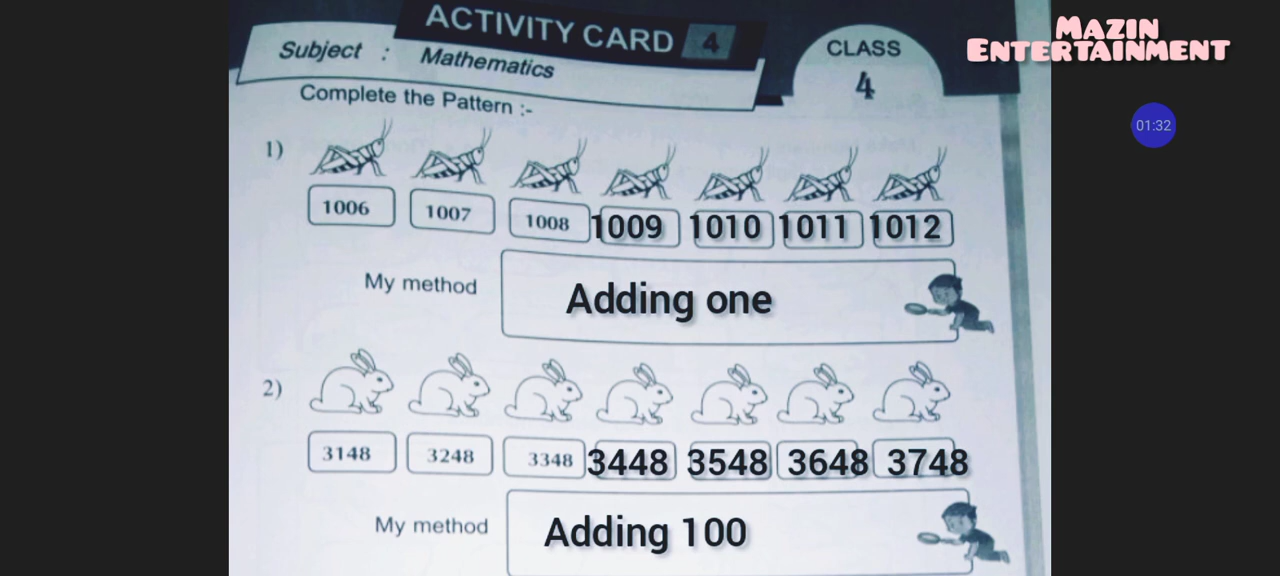 ACTIVITY CARD 4
Subject : Mathematics
CLASS
4
MAZIN
ENTERTAINMENT
01:32
Complete the Pattern :-
1)
1006 1007 1008 1009 1010 1011 1012
My method Adding one
2)
3148 3248 3348 3448 3548 3648 3748
My method Adding 100